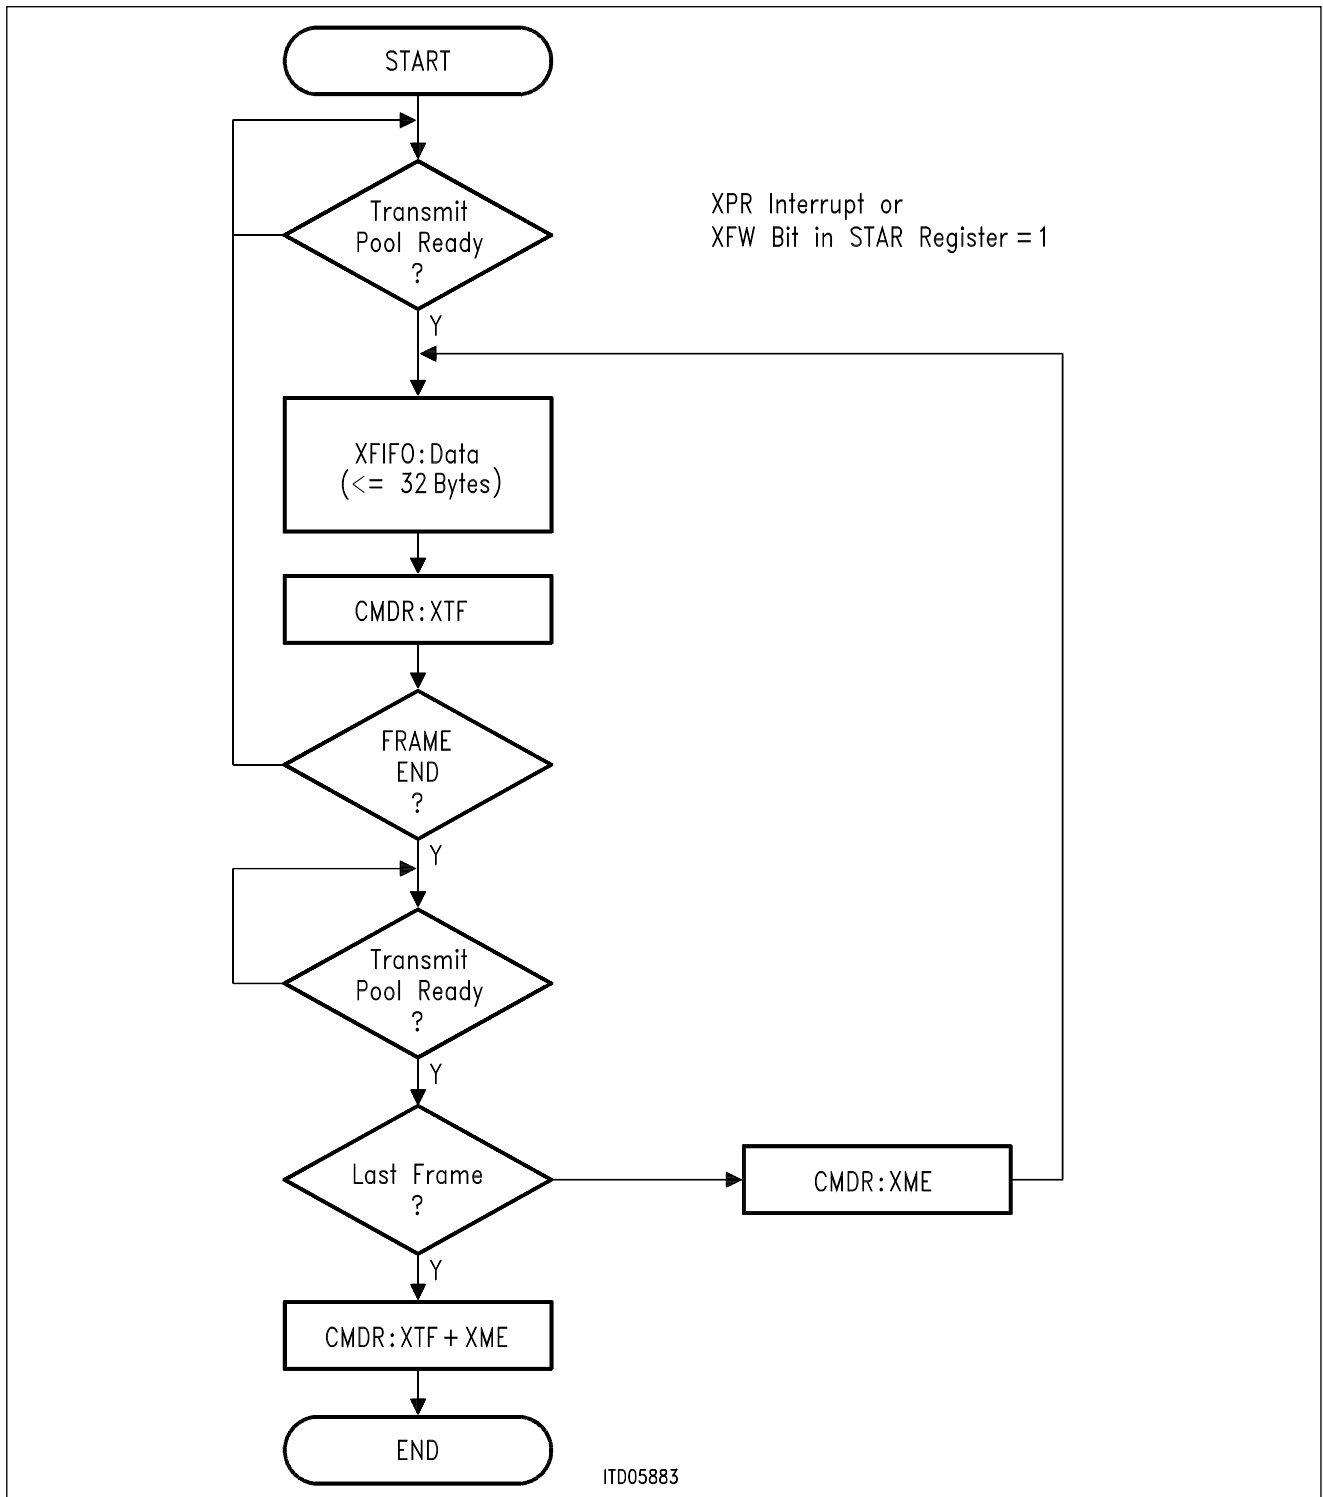 START
Transmit
Pool Ready
?
XPR Interrupt or
XFW Bit in STAR Register = 1
Y
XFIFO:Data
(<= 32 Bytes)
CMDR:XTF
FRAME
END
?
Y
Transmit
Pool Ready
?
Y
Last Frame
?
CMDR:XME
Y
CMDR:XTF + XME
END
ITD05883